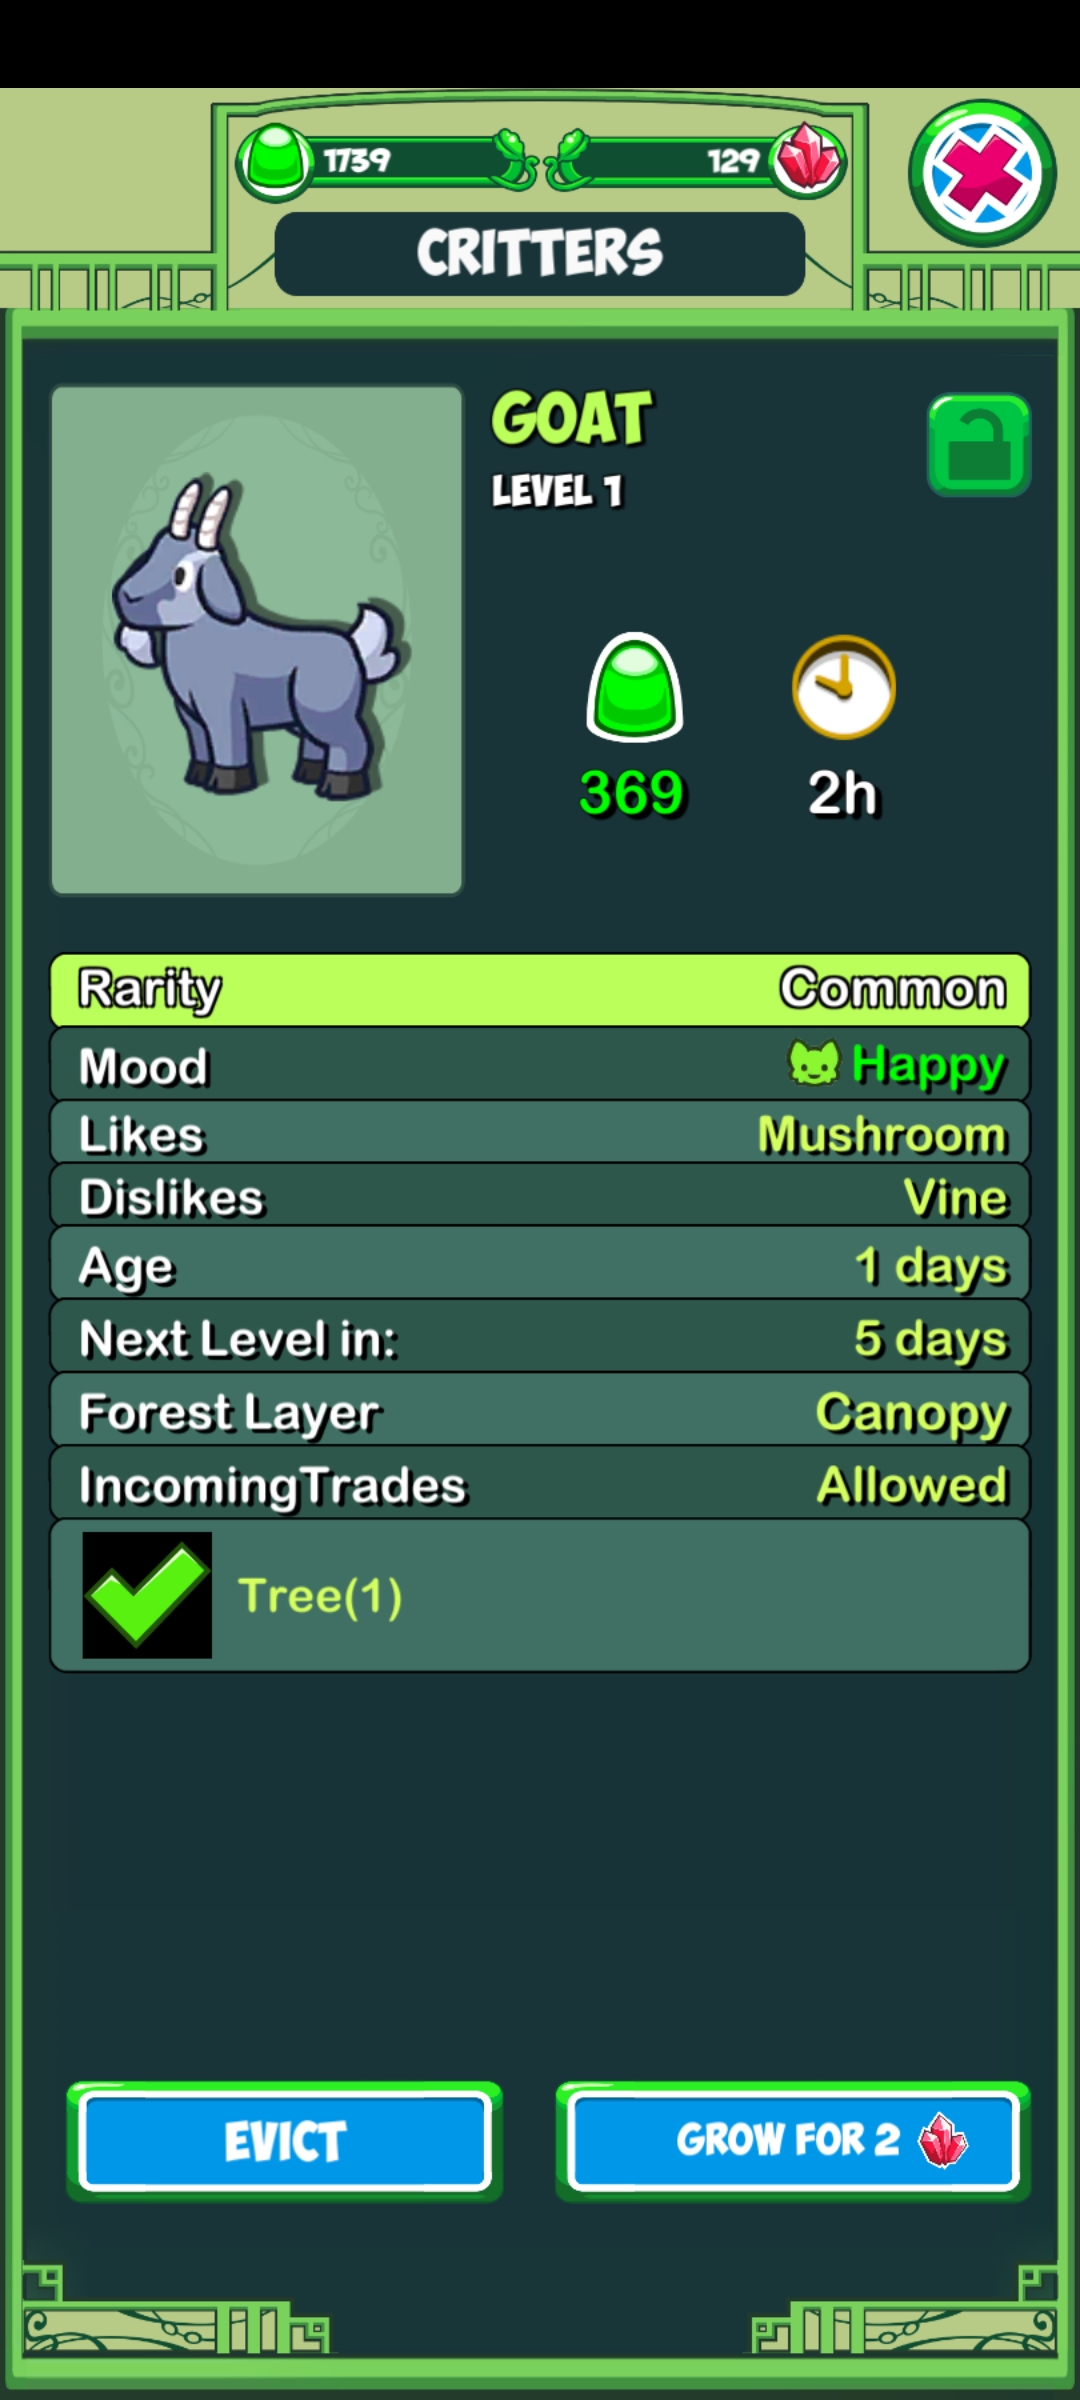 1739 129
CRITTERS
GOAT
LEVEL 1
369 2h
Rarity Common
Mood Happy
Likes Mushroom
Dislikes Vine
Age 1 days
Next Level in: 5 days
Forest Layer Canopy
IncomingTrades Allowed
Tree(1)
EVICT GROW FOR 2